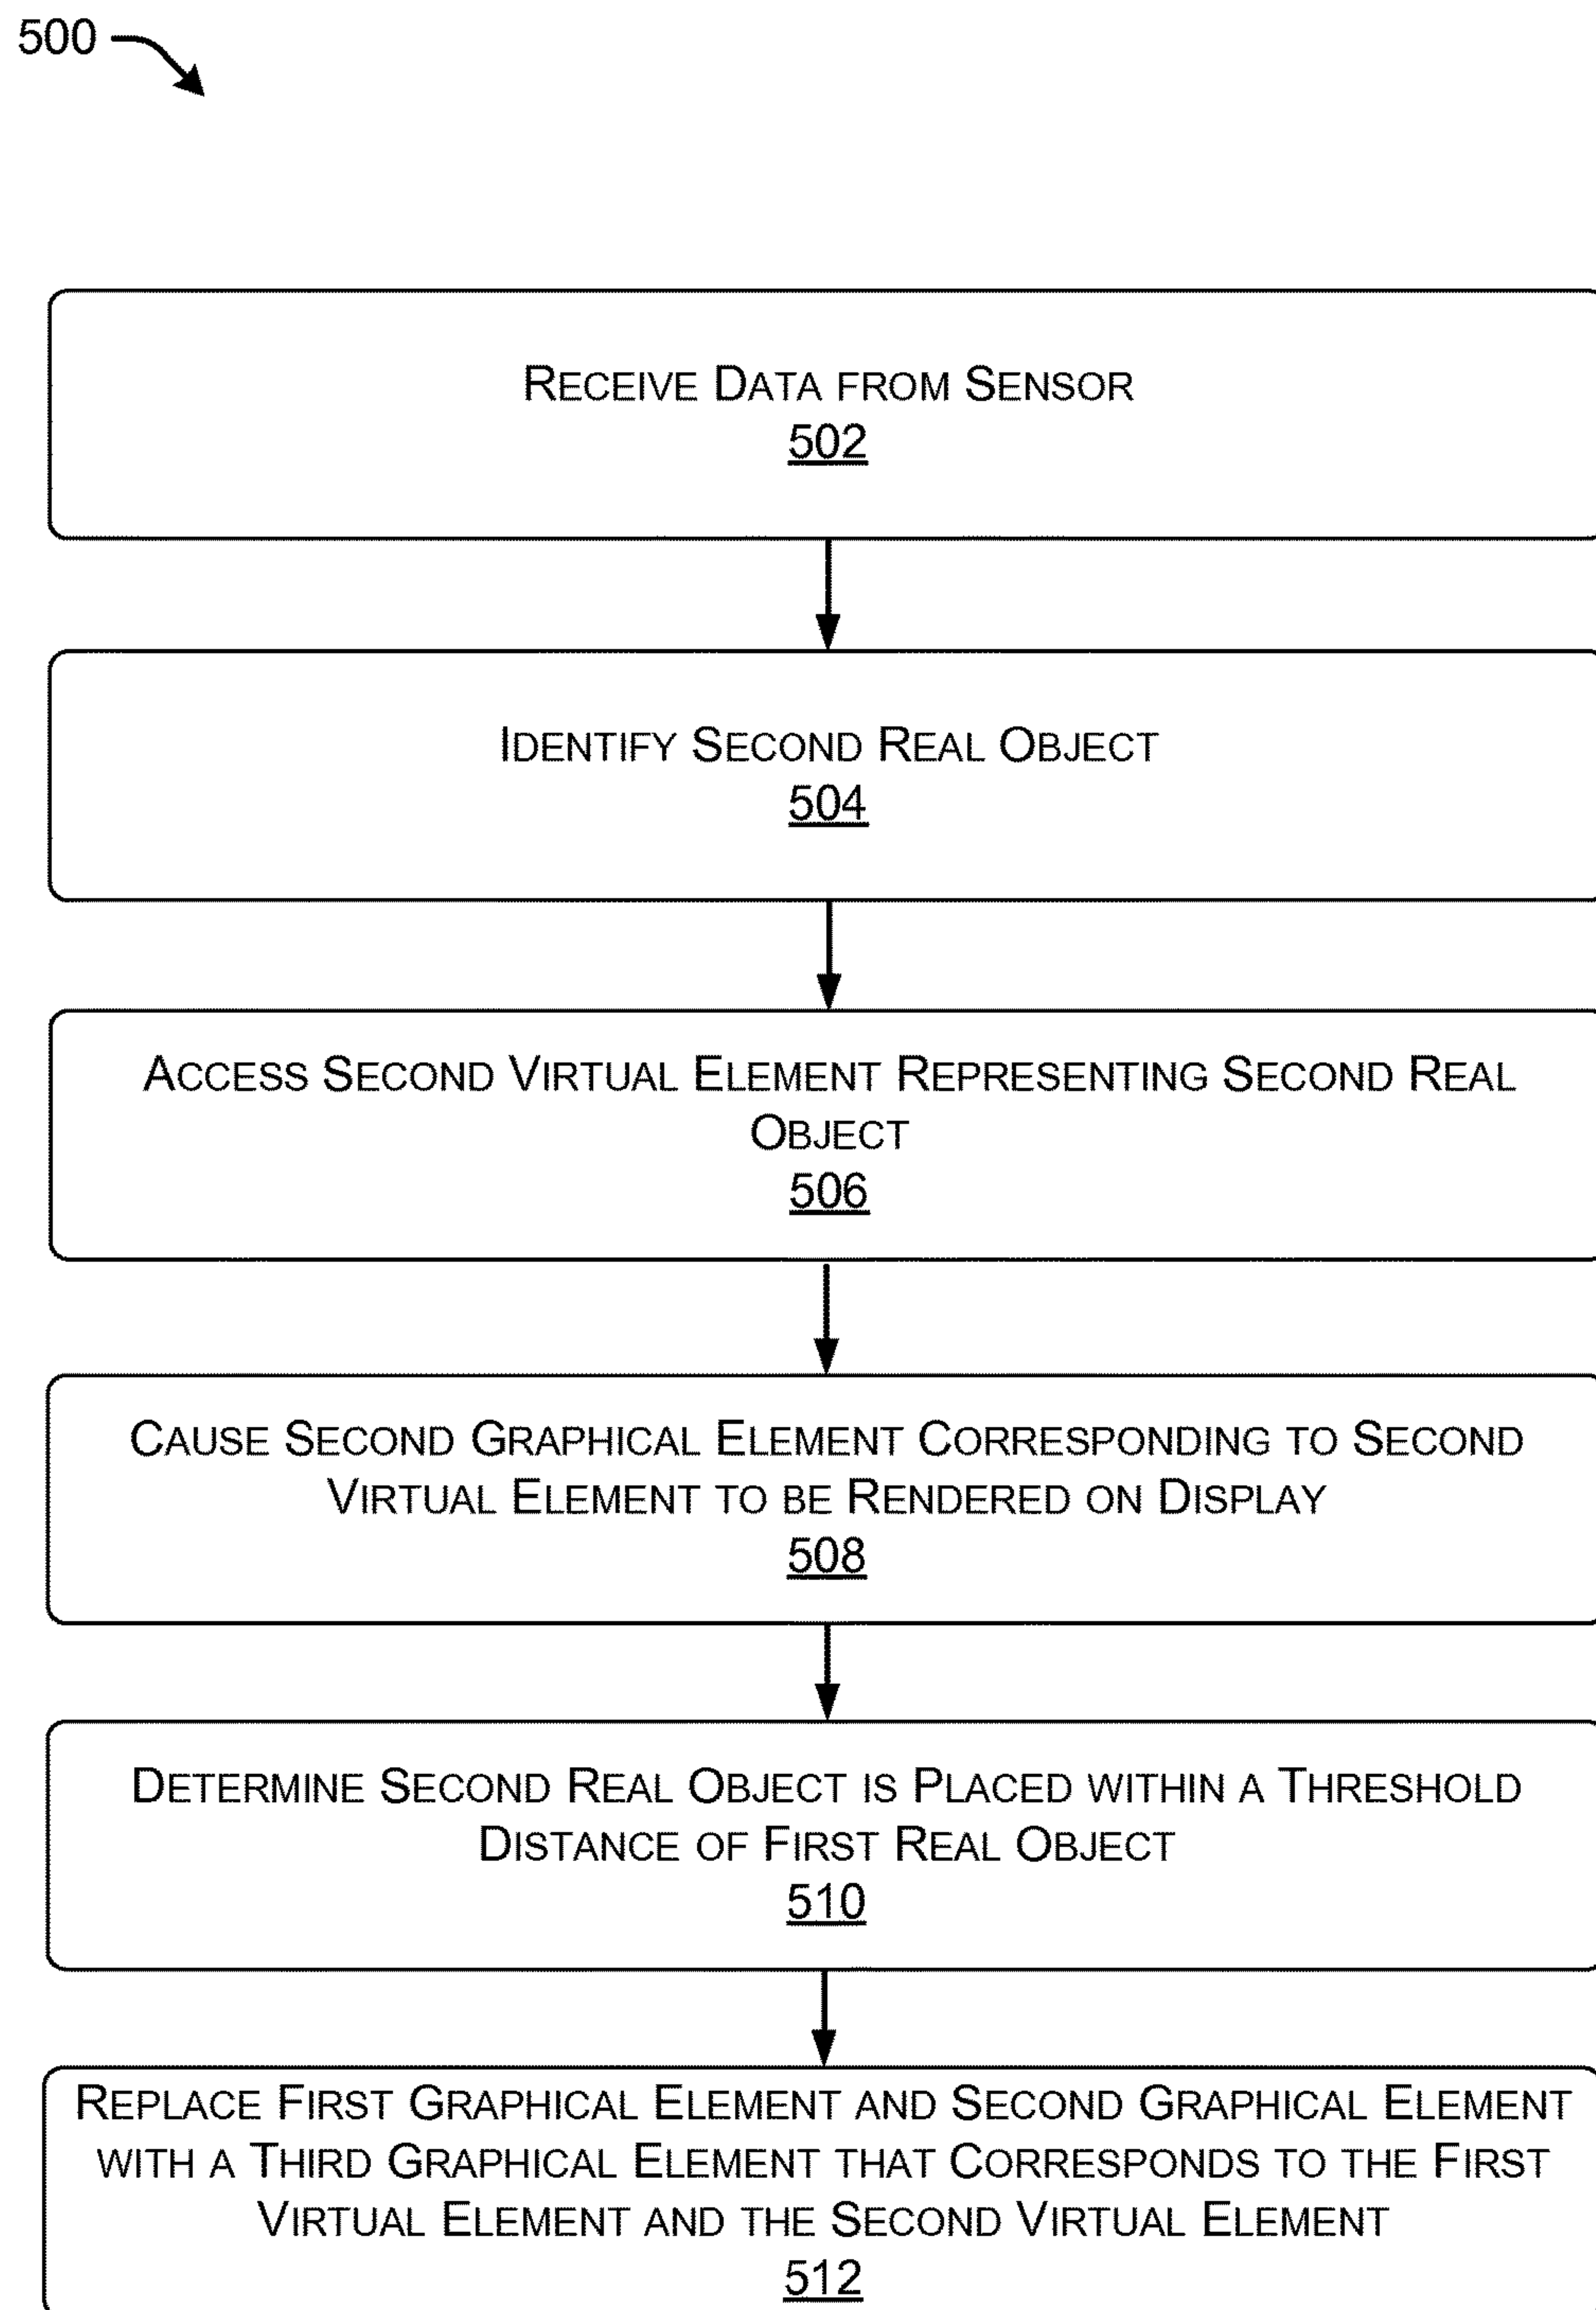 500
RECEIVE DATA FROM SENSOR
502
IDENTIFY SECOND REAL OBJECT
504
ACCESS SECOND VIRTUAL ELEMENT REPRESENTING SECOND REAL
OBJECT
506
CAUSE SECOND GRAPHICAL ELEMENT CORRESPONDING TO SECOND
VIRTUAL ELEMENT TO BE RENDERED ON DISPLAY
508
DETERMINE SECOND REAL OBJECT IS PLACED WITHIN A THRESHOLD
DISTANCE OF FIRST REAL OBJECT
510
REPLACE FIRST GRAPHICAL ELEMENT AND SECOND GRAPHICAL ELEMENT
WITH A THIRD GRAPHICAL ELEMENT THAT CORRESPONDS TO THE FIRST
VIRTUAL ELEMENT AND THE SECOND VIRTUAL ELEMENT
512